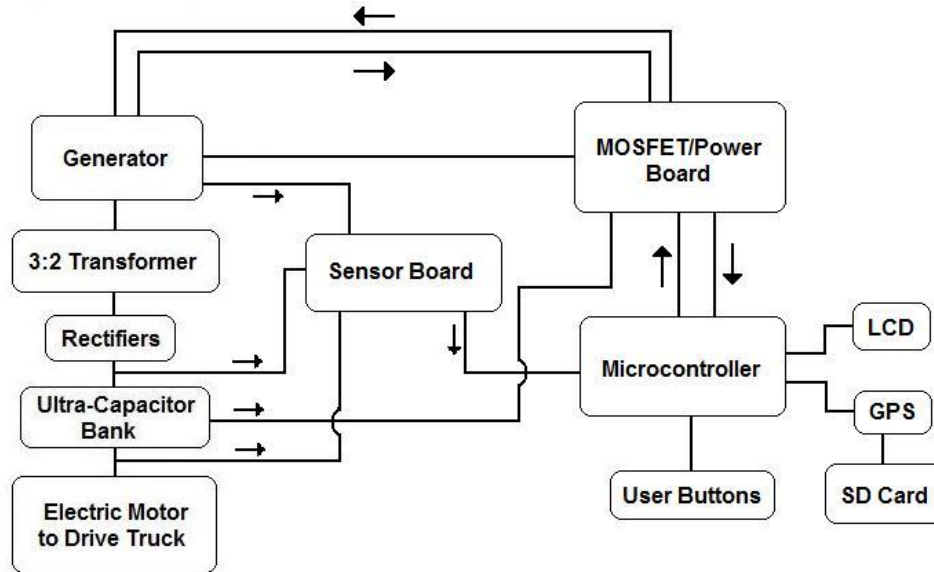 Generator
MOSFET/Power
Board
3:2 Transformer
Sensor Board
Rectifiers
Microcontroller
LCD
Ultra-Capacitor
Bank
GPS
Electric Motor
to Drive Truck
User Buttons
SD Card